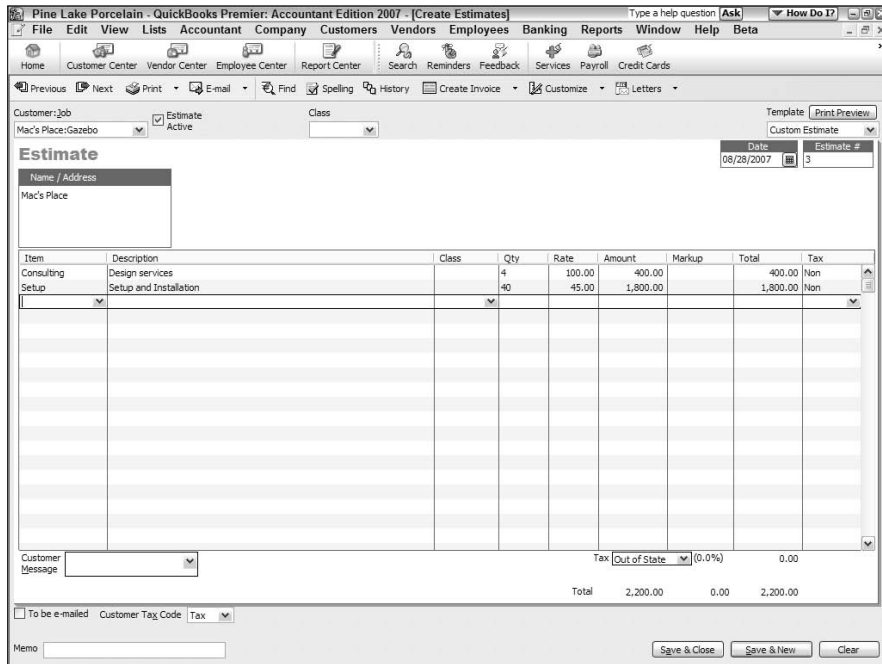 Pine Lake Porcelain - QuickBooks Premier: Accountant Edition 2007 - [Create Estimates] Type a help question Ask How Do I?
File Edit View Lists Accountant Company Customers Vendors Employees Banking Reports Window Help Beta
Home Customer Center Vendor Center Employee Center Report Center Search Reminders Feedback Services Payroll Credit Cards
Previous Next Print E-mail Find Spelling History Create Invoice Customize Letters
Customer:Job Estimate Active Class Template Print Preview
Mac's Place:Gazebo Custom Estimate
Estimate Date Estimate #
08/28/2007 3
Name / Address
Mac's Place
Item Description Class Qty Rate Amount Markup Total Tax
Consulting Design services 4 100.00 400.00 400.00 Non
Setup Setup and Installation 40 45.00 1,800.00 1,800.00 Non
Customer Message Tax Out of State (0.0%) 0.00
Total 2,200.00 0.00 2,200.00
To be e-mailed Customer Tax Code Tax
Memo Save & Close Save & New Clear